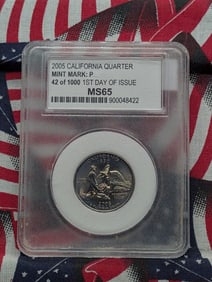 2005 CALIFORNIA QUARTER
MINT MARK: P
42 of 1000 1ST DAY OF ISSUE
MS65
900048422